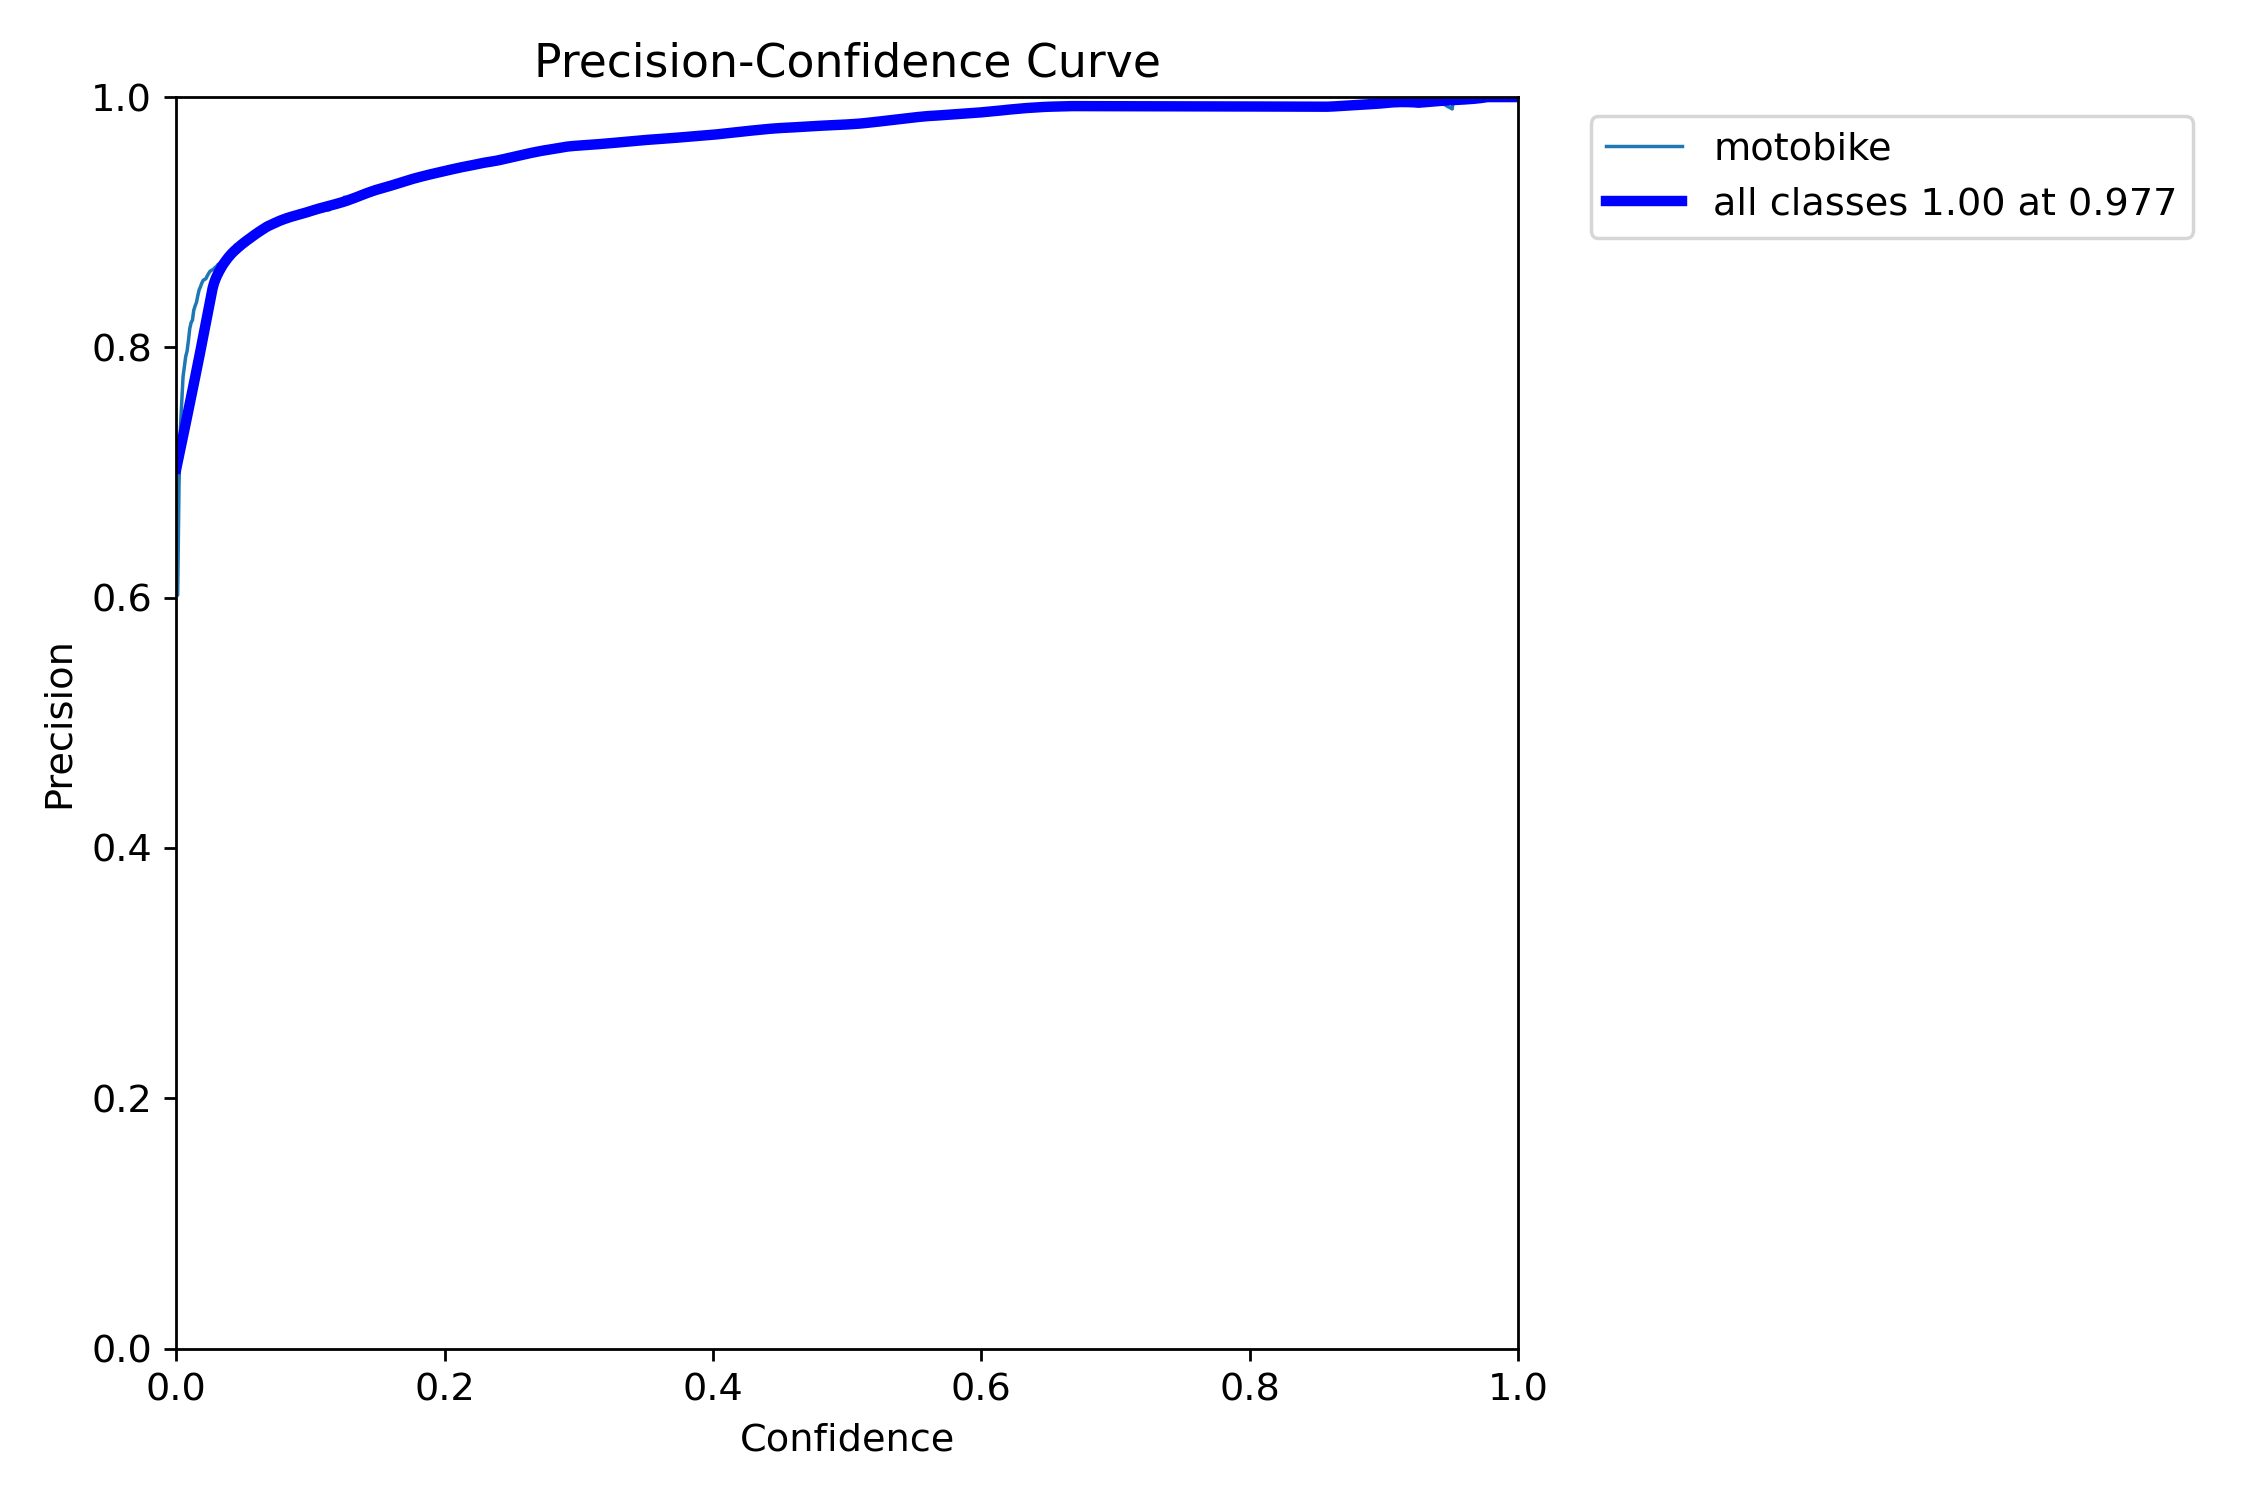 Precision-Confidence Curve
1.0
0.8
0.6
0.4
0.2
0.0
Precision
0.0 0.2 0.4 0.6 0.8 1.0
Confidence
motobike
all classes 1.00 at 0.977